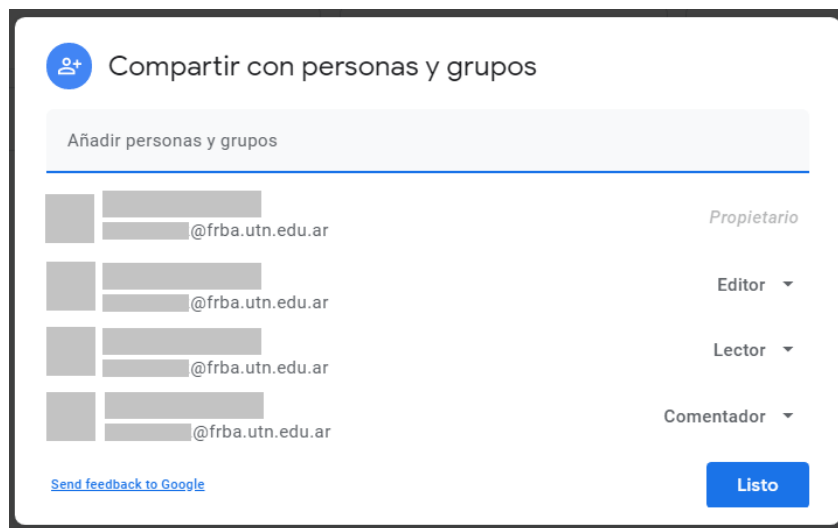 Compartir con personas y grupos
Añadir personas y grupos
@frba.utn.edu.ar
Propietario
@frba.utn.edu.ar
Editor
@frba.utn.edu.ar
Lector
@frba.utn.edu.ar
Comentador
Send feedback to Google
Listo